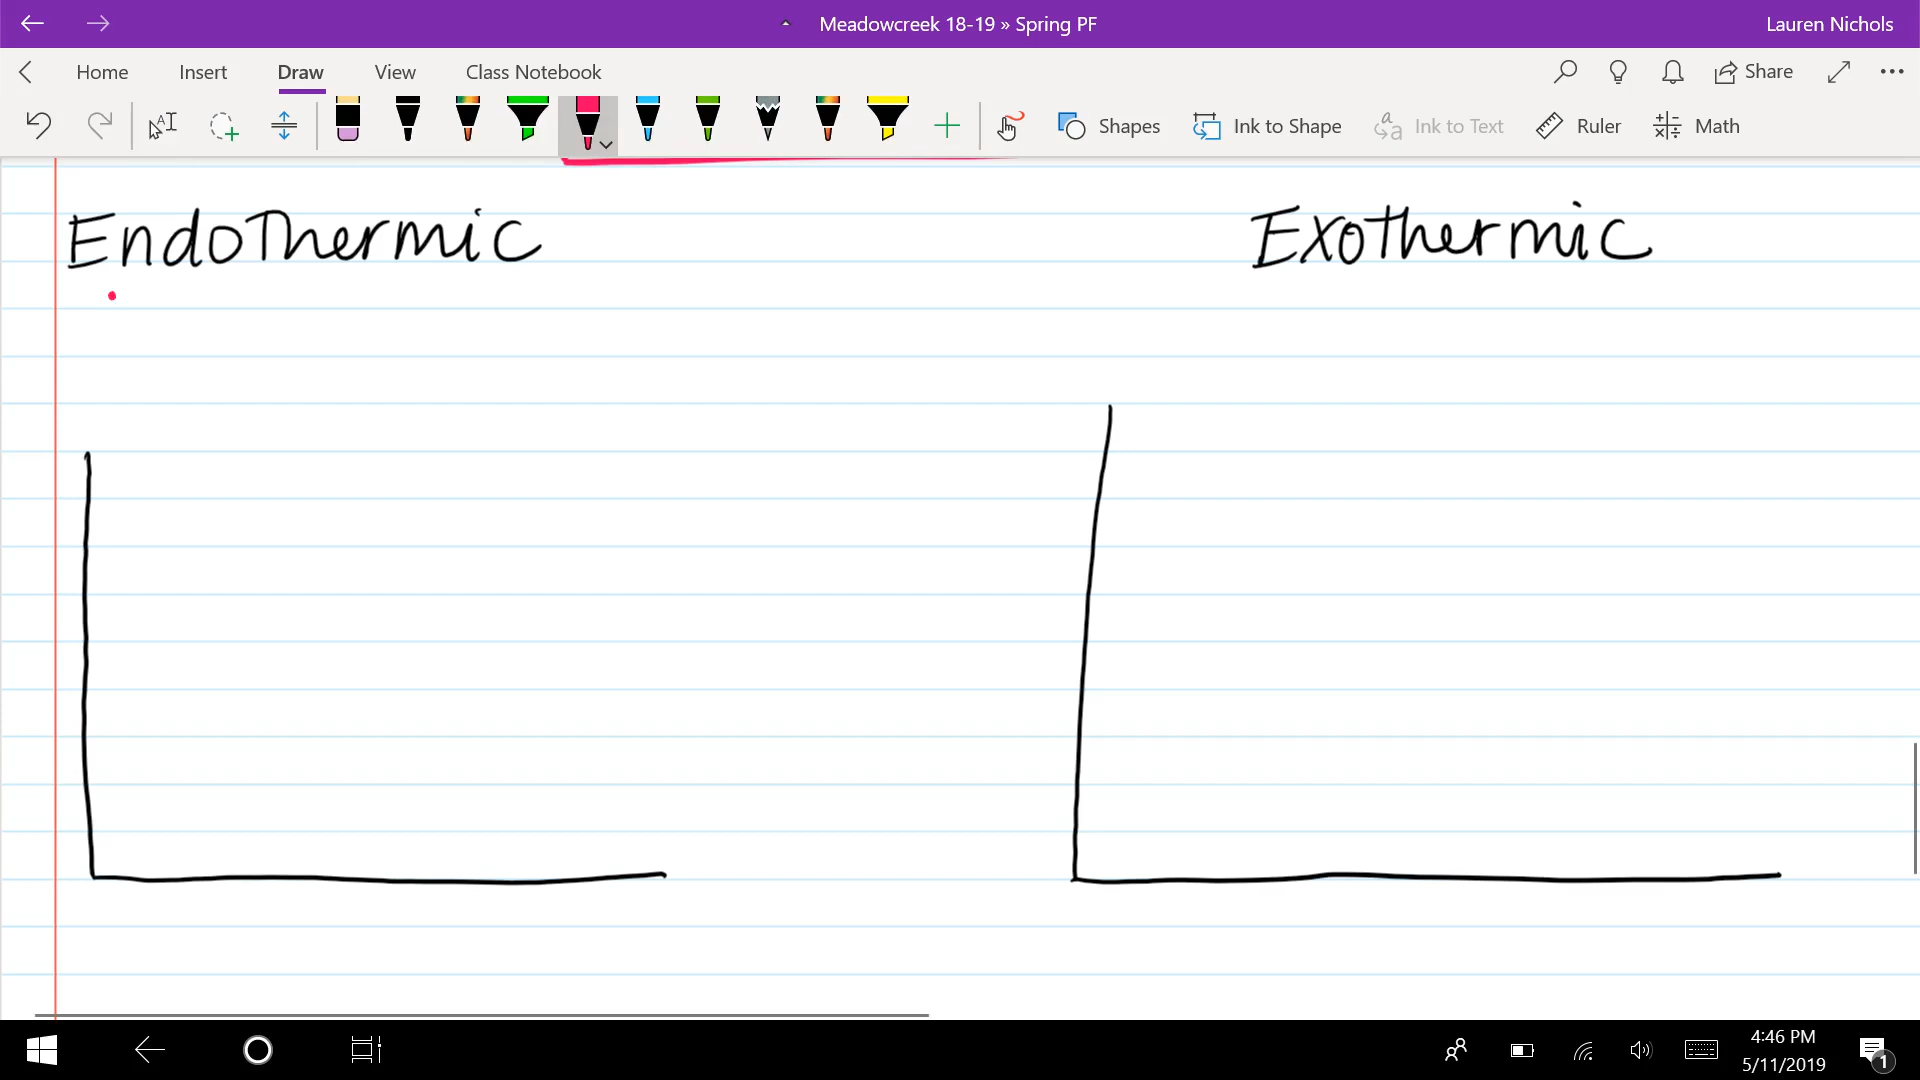 Meadowcreek 18-19 » Spring PF
Lauren Nichols
Home Insert Draw View Class Notebook
Share
Shapes Ink to Shape Ink to Text Ruler Math
Endothermic
Exothermic
4:46 PM
5/11/2019
1